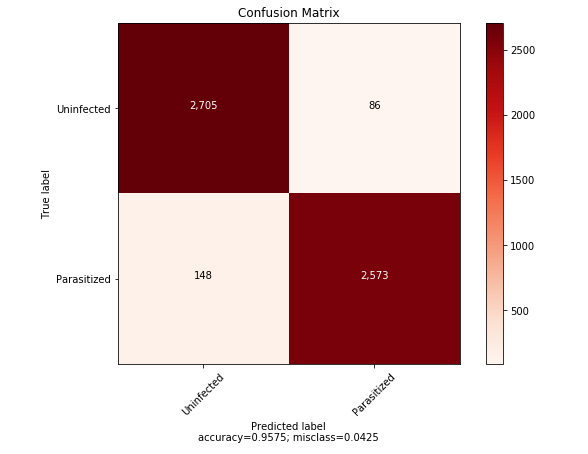 Confusion Matrix
True label
Uninfected
Parasitized
2,705
86
148
2,573
2500
2000
1500
1000
500
Uninfected
Parasitized
Predicted label
accuracy=0.9575; misclass=0.0425